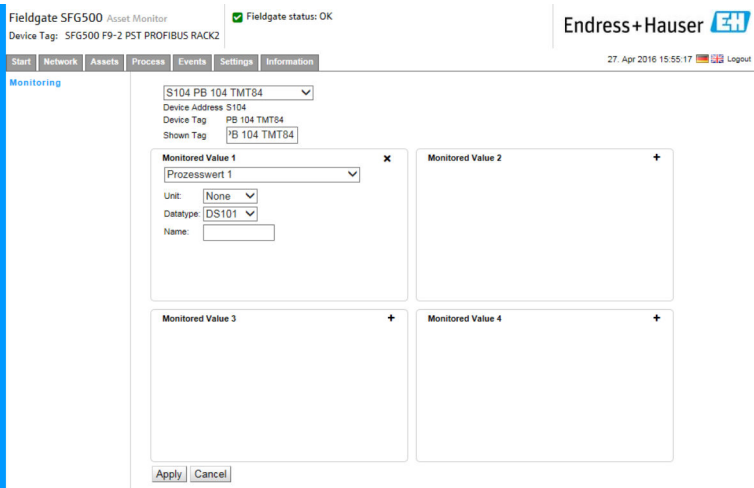 Fieldgate SFG500 Asset Monitor
Fieldgate status: OK
Device Tag: SFG500 F9-2 PST PROFIBUS RACK2
Endress+Hauser EH
Start Network Assets Process Events Settings Information
27. Apr 2016 15:55:17 Logout
Monitoring
S104 PB 104 TMT84
Device Address S104
Device Tag PB 104 TMT84
Shown Tag PB 104 TMT84
Monitored Value 1 x
Prozesswert 1
Unit: None
Datatype: DS101
Name:
Monitored Value 2 +
Monitored Value 3 +
Monitored Value 4 +
Apply Cancel